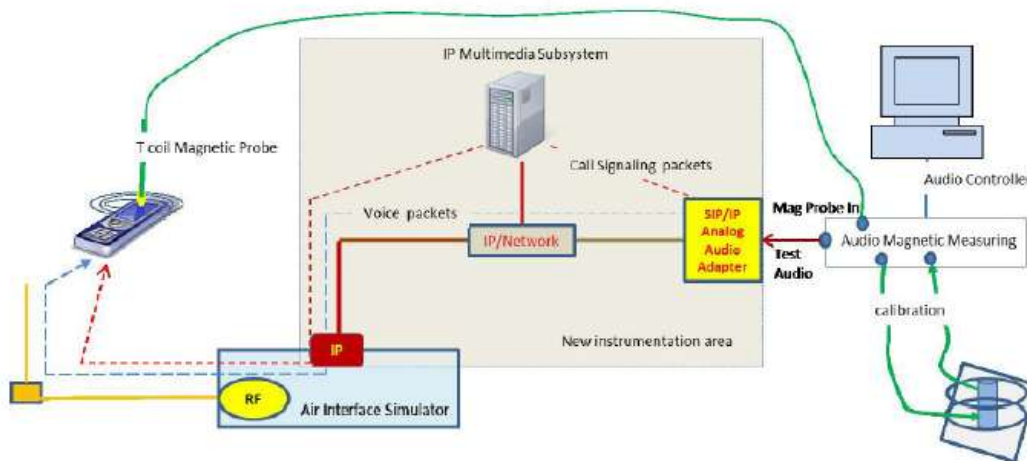 IP Multimedia Subsystem
T coil Magnetic Probe
Call Signaling packets
Audio Controller
Voice packets
Mag Probe In
SIP/IP
Analog
Audio
Adapter
IP/Network
Audio Magnetic Measuring
Test
Audio
calibration
IP
New instrumentation area
RF
Air Interface Simulator